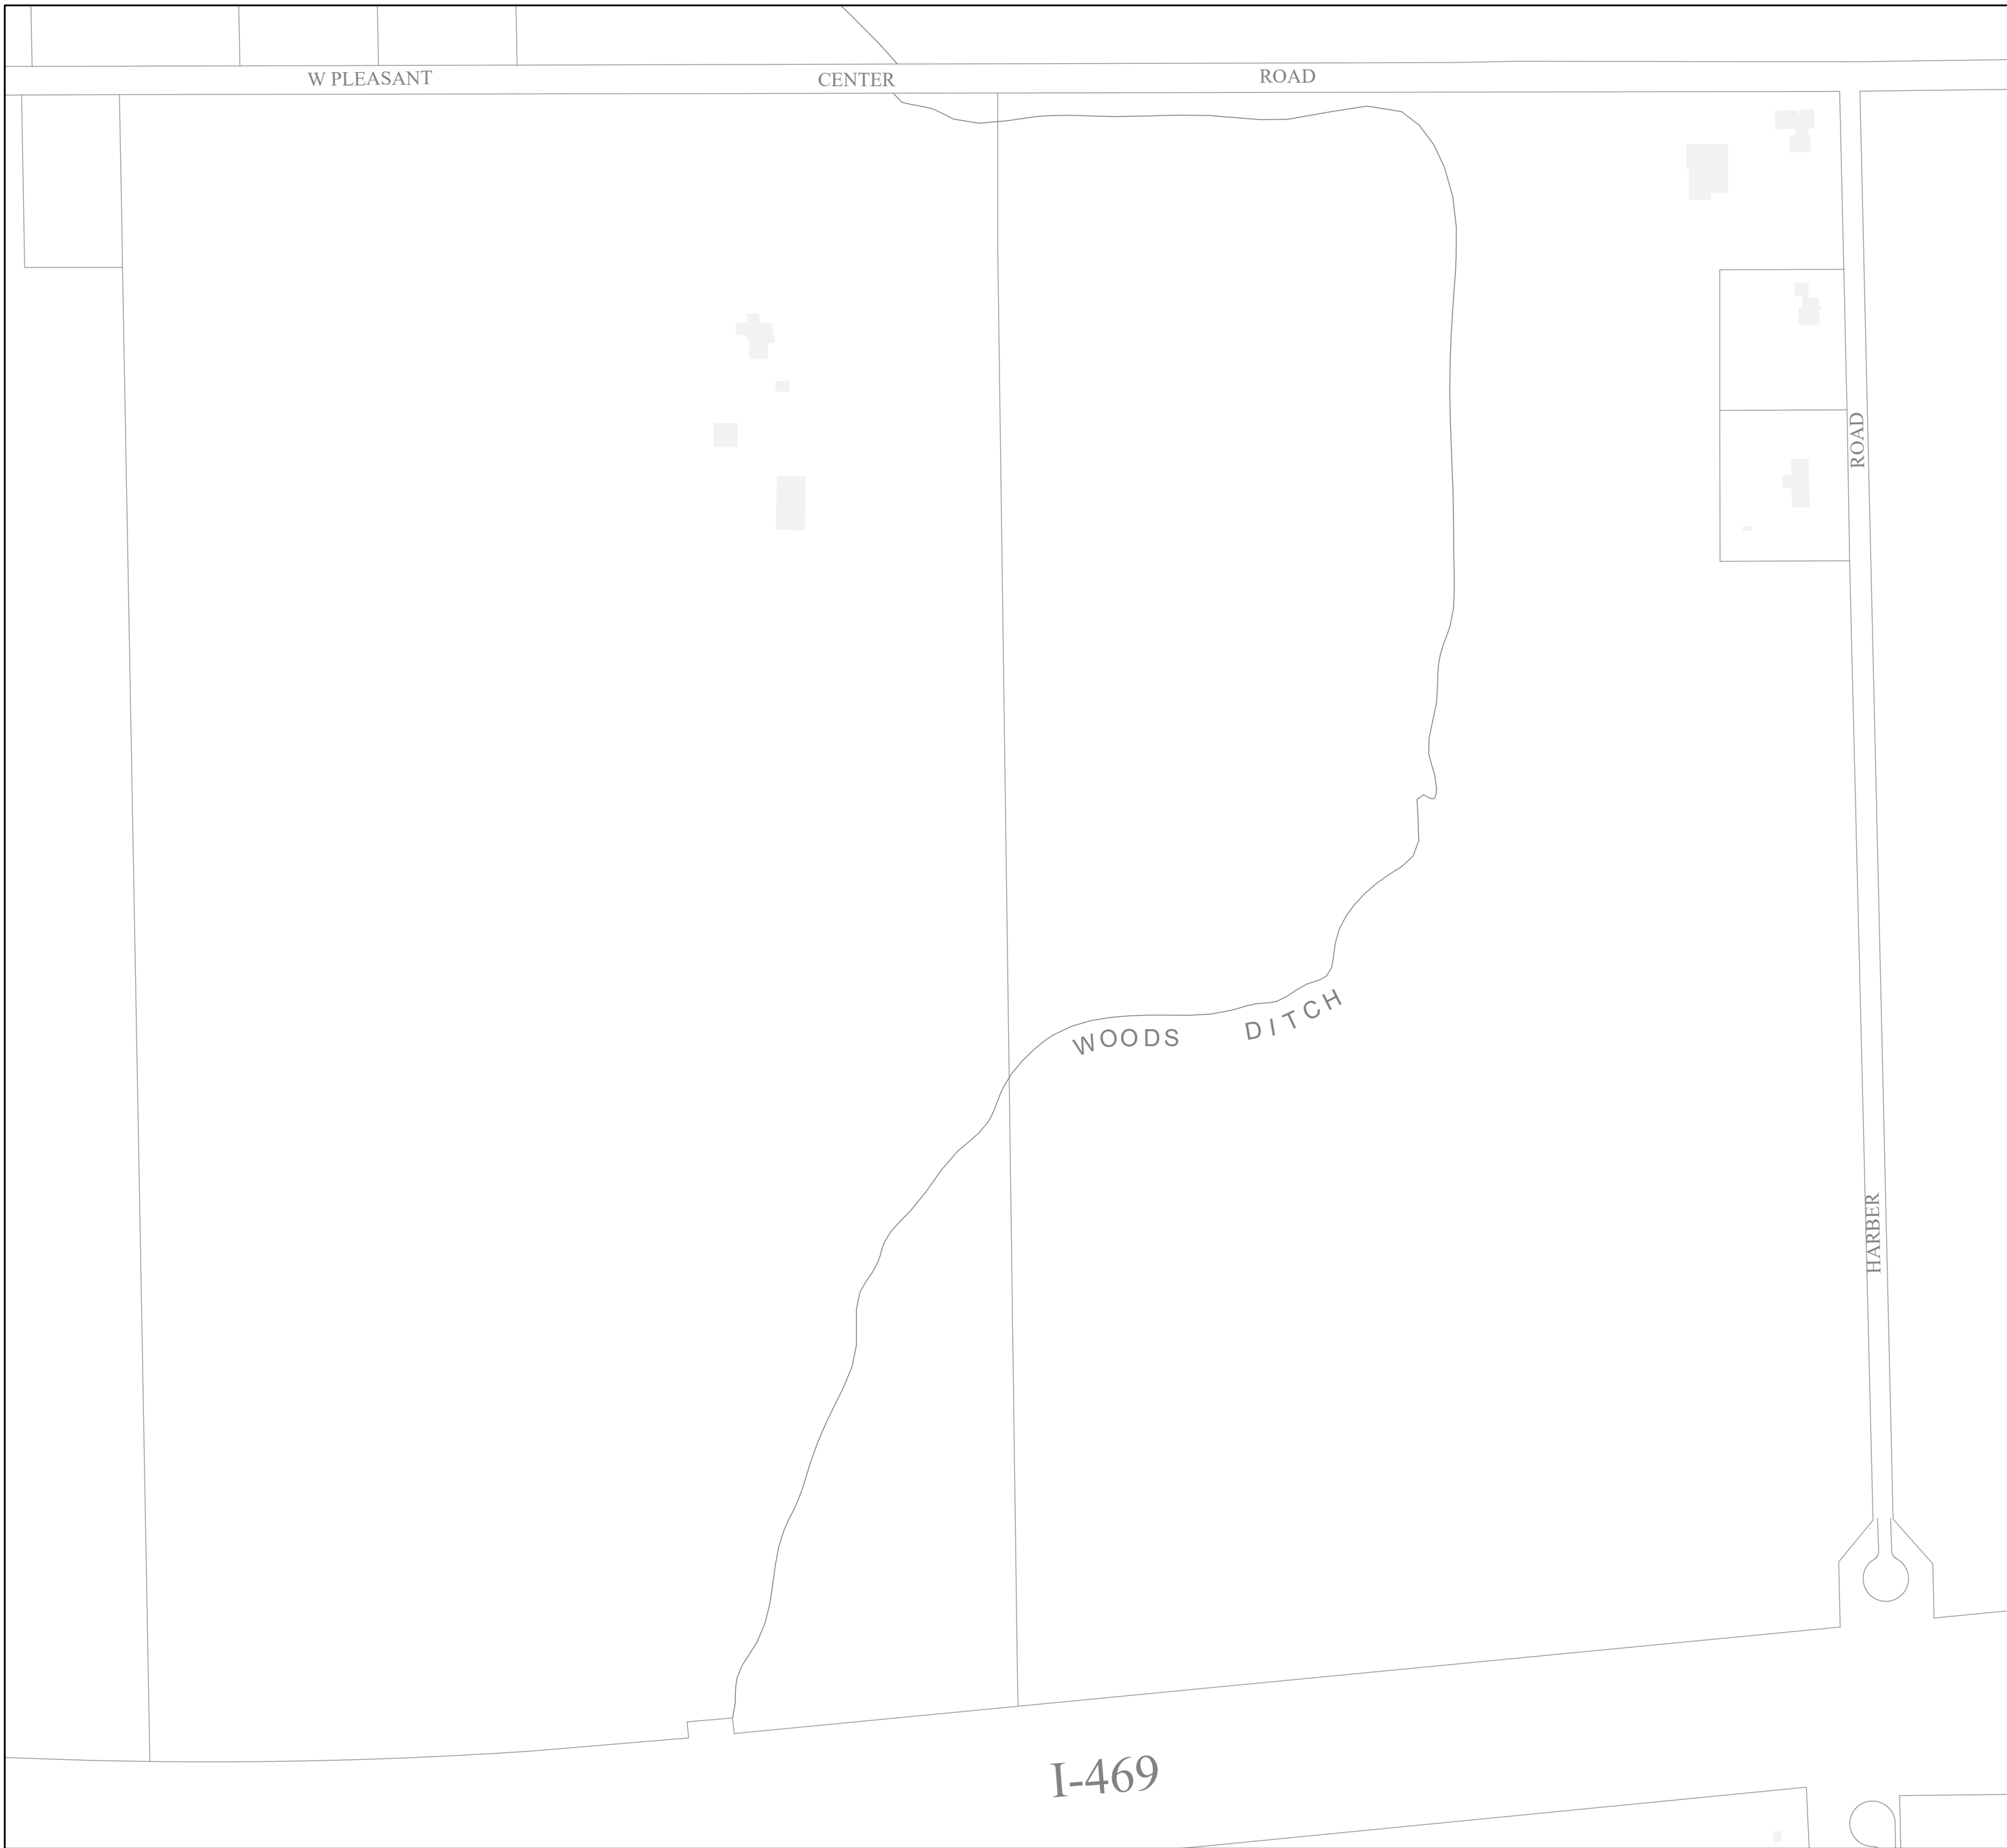 W PLEASANT CENTER ROAD
ROAD
WOODS DITCH
HARBER
I-469